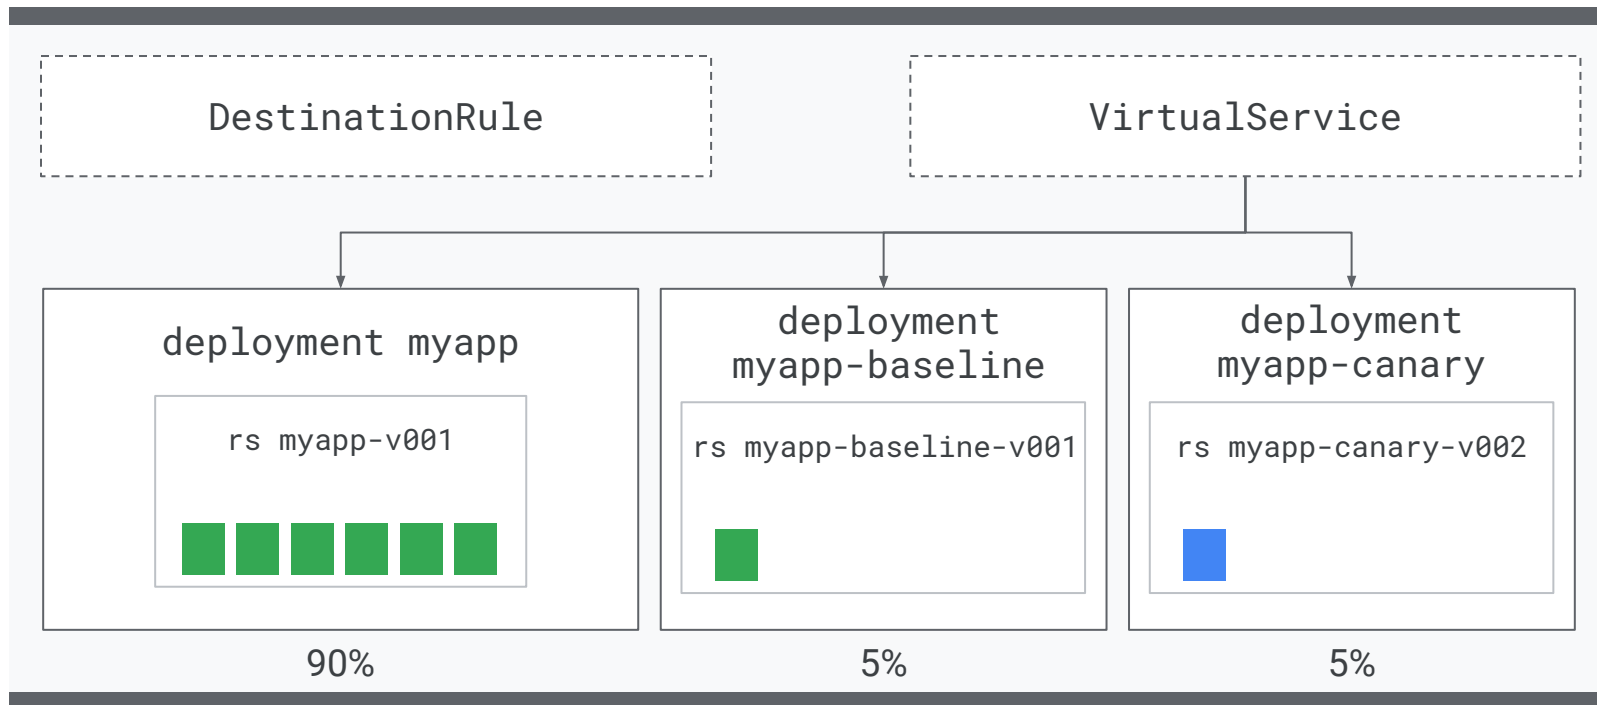 DestinationRule
VirtualService
deployment myapp
rs myapp-v001
90%
deployment
myapp-baseline
rs myapp-baseline-v001
5%
deployment
myapp-canary
rs myapp-canary-v002
5%